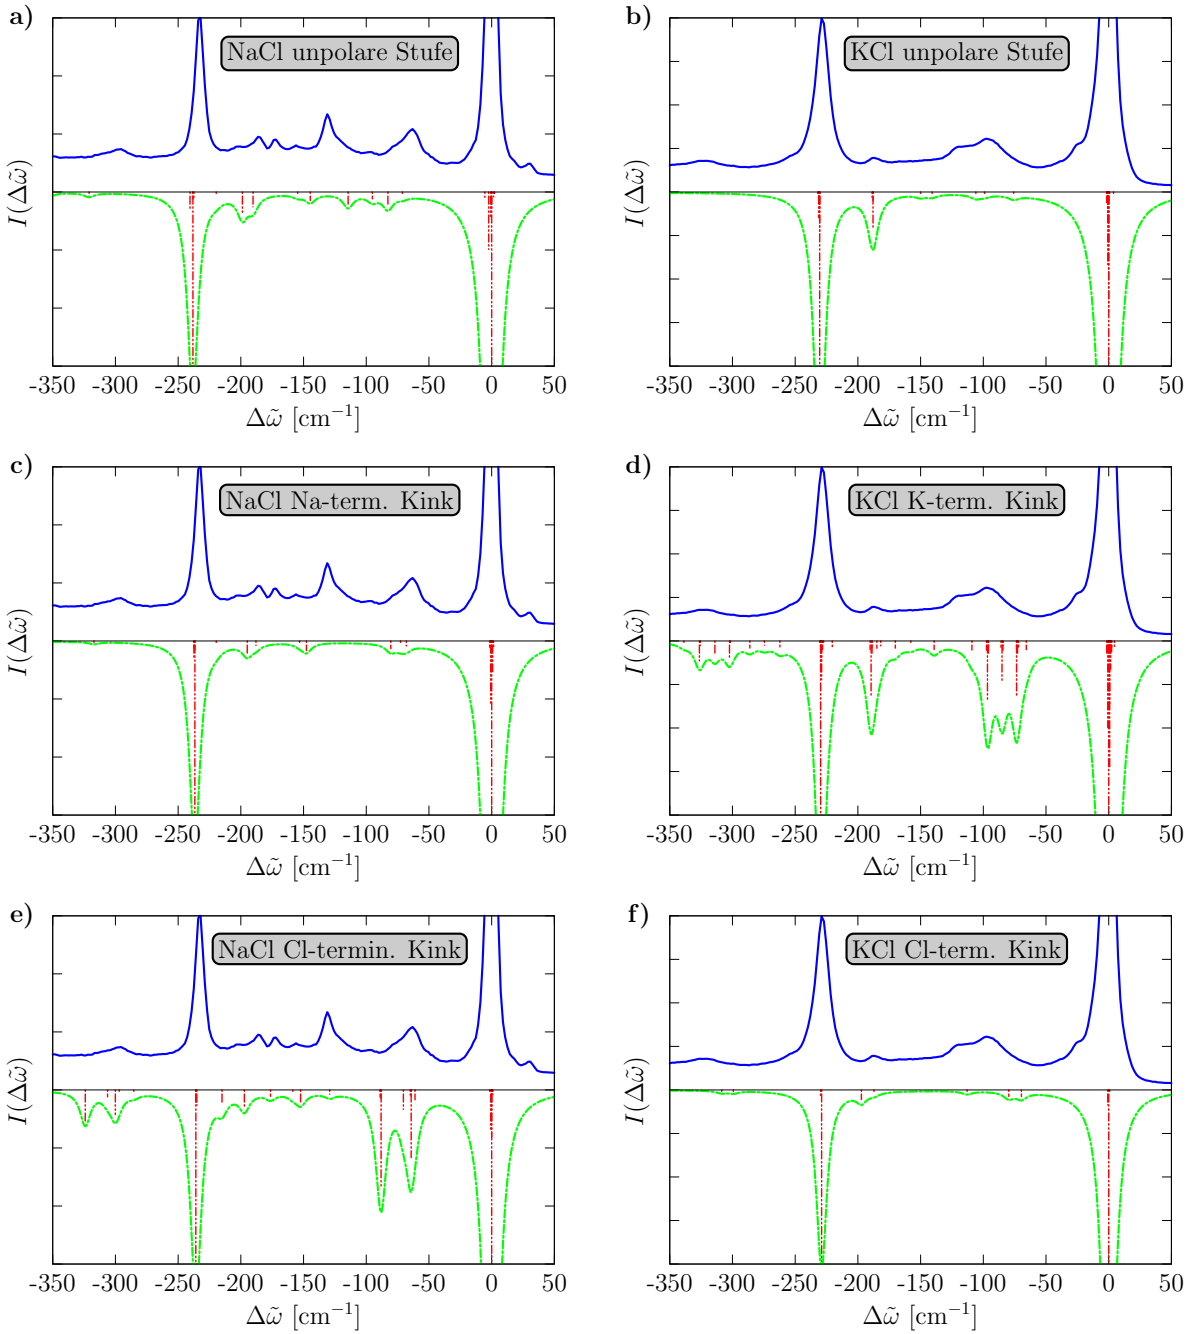 a)
NaCl unpolare Stufe
I(Δω̃)
-350 -300 -250 -200 -150 -100 -50 0 50
Δω̃ [cm⁻¹]
b)
KCl unpolare Stufe
I(Δω̃)
-350 -300 -250 -200 -150 -100 -50 0 50
Δω̃ [cm⁻¹]
c)
NaCl Na-term. Kink
I(Δω̃)
-350 -300 -250 -200 -150 -100 -50 0 50
Δω̃ [cm⁻¹]
d)
KCl K-term. Kink
I(Δω̃)
-350 -300 -250 -200 -150 -100 -50 0 50
Δω̃ [cm⁻¹]
e)
NaCl Cl-termin. Kink
I(Δω̃)
-350 -300 -250 -200 -150 -100 -50 0 50
Δω̃ [cm⁻¹]
f)
KCl Cl-term. Kink
I(Δω̃)
-350 -300 -250 -200 -150 -100 -50 0 50
Δω̃ [cm⁻¹]